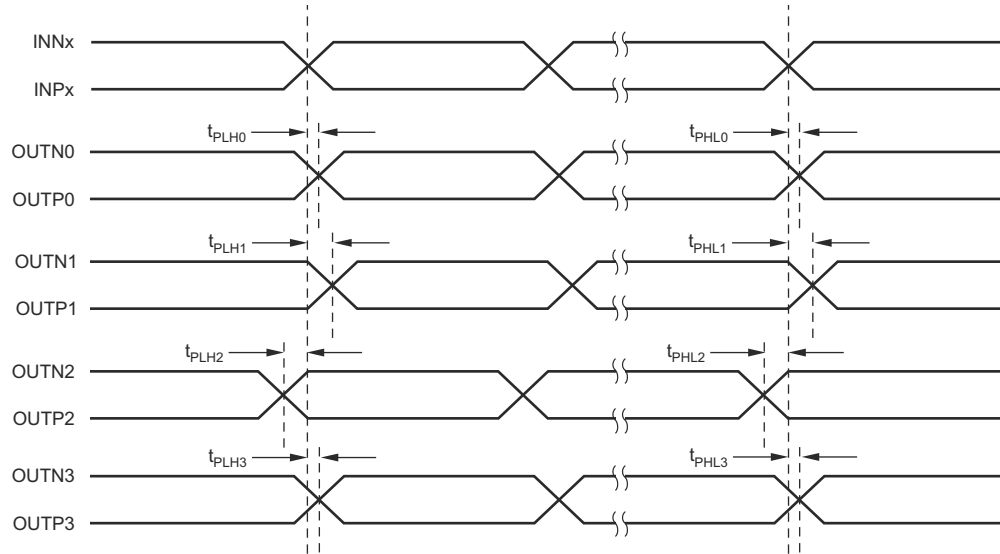 INNx
INPx
tPLH0 tPHL0
OUTN0
OUTP0
tPLH1 tPHL1
OUTN1
OUTP1
tPLH2 tPHL2
OUTN2
OUTP2
tPLH3 tPHL3
OUTN3
OUTP3